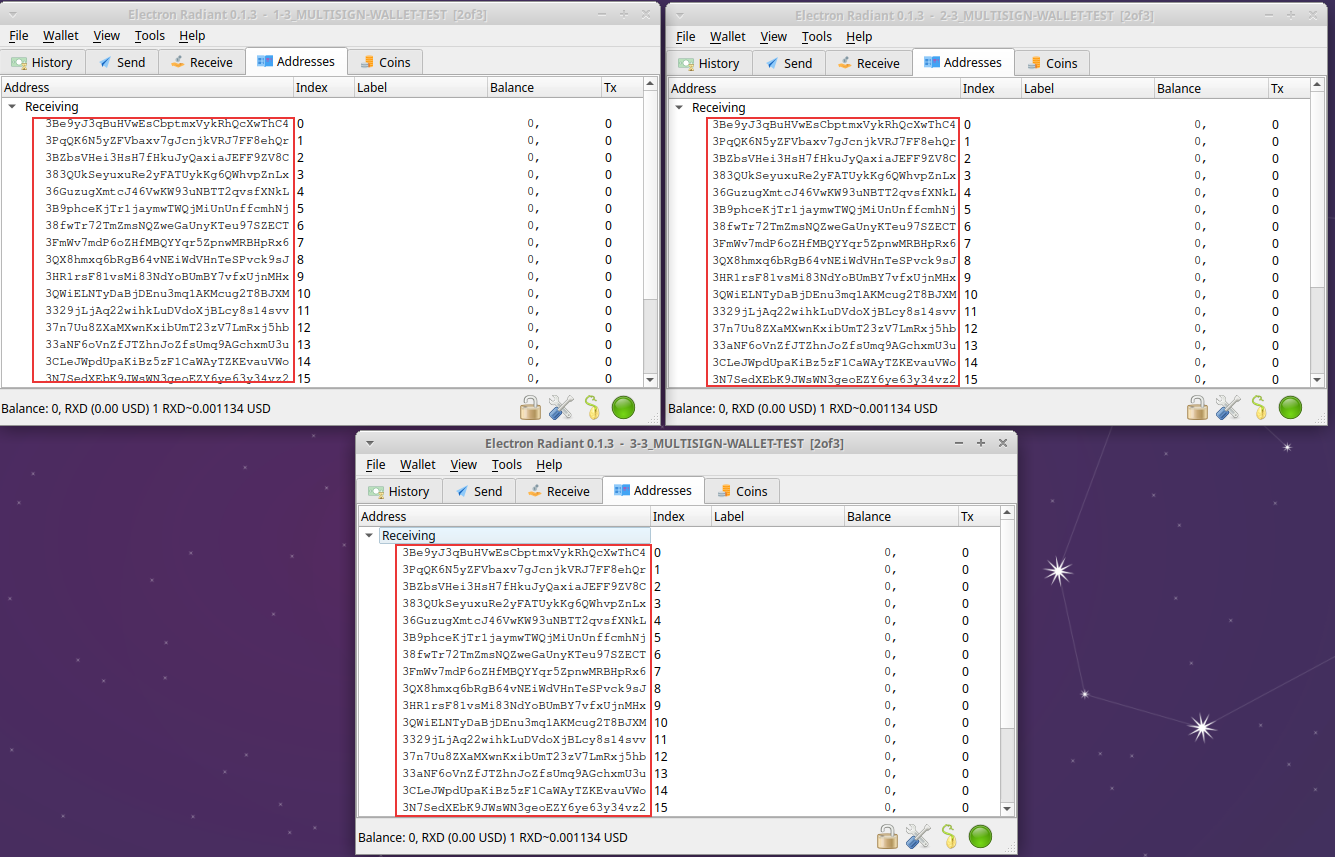 Electron Radiant 0.1.3 - 1-3_MULTISIGN-WALLET-TEST [2of3]
File Wallet View Tools Help
History Send Receive Addresses Coins
Address Index Label Balance Tx
Receiving
3Be9yJ3qBuHVwEsCbptmxVykRhQcXwThC4 0 0, 0
3PqQK6N5yZFVbaxv7gJcnjkVRJ7FF8ehQr 1 0, 0
3BZbsVHei3HsH7fHkuJyQaxiaJEFF9ZV8C 2 0, 0
383QUkSeyuxuRe2yFATUykKg6QWhvpZnLx 3 0, 0
36GuzugXmtcJ46VwKW93uNBTT2qvsfXNkL 4 0, 0
3B9phceKjTr1jaymwTWQjMiUnUnffcmhNj 5 0, 0
38fwTr72TmZmsNQZweGaUnyKTeu97SZECT 6 0, 0
3FmWv7mdP6oZHfMBQYYqr5ZpnwMRBHpRx6 7 0, 0
3QX8hmxq6bRgB64vNEiWdVHnTeSPvck9sJ 8 0, 0
3HR1rsF81vsMi83NdYoBUmBY7vfxUjnMHx 9 0, 0
3QWiELNTyDaBjDEnu3mq1AKMcug2T8BJXM 10 0, 0
3329jLjAq22wihkLuDVdoXjBLcy8s14svv 11 0, 0
37n7Uu8ZXaMXwnKxibUmT23zV7LmRxj5hb 12 0, 0
33aNF6oVnZfJTZhnJoZfsUmq9AGchxmU3u 13 0, 0
3CLeJWpdUpaKiBz5zF1CaWAyTZKEvauVWo 14 0, 0
3N7SedXEbK9JWsWN3geoEZY6ye63y34vz2 15 0, 0
Balance: 0, RXD (0.00 USD) 1 RXD~0.001134 USD
Electron Radiant 0.1.3 - 2-3_MULTISIGN-WALLET-TEST [2of3]
File Wallet View Tools Help
History Send Receive Addresses Coins
Address Index Label Balance Tx
Receiving
3Be9yJ3qBuHVwEsCbptmxVykRhQcXwThC4 0 0, 0
3PqQK6N5yZFVbaxv7gJcnjkVRJ7FF8ehQr 1 0, 0
3BZbsVHei3HsH7fHkuJyQaxiaJEFF9ZV8C 2 0, 0
383QUkSeyuxuRe2yFATUykKg6QWhvpZnLx 3 0, 0
36GuzugXmtcJ46VwKW93uNBTT2qvsfXNkL 4 0, 0
3B9phceKjTr1jaymwTWQjMiUnUnffcmhNj 5 0, 0
38fwTr72TmZmsNQZweGaUnyKTeu97SZECT 6 0, 0
3FmWv7mdP6oZHfMBQYYqr5ZpnwMRBHpRx6 7 0, 0
3QX8hmxq6bRgB64vNEiWdVHnTeSPvck9sJ 8 0, 0
3HR1rsF81vsMi83NdYoBUmBY7vfxUjnMHx 9 0, 0
3QWiELNTyDaBjDEnu3mq1AKMcug2T8BJXM 10 0, 0
3329jLjAq22wihkLuDVdoXjBLcy8s14svv 11 0, 0
37n7Uu8ZXaMXwnKxibUmT23zV7LmRxj5hb 12 0, 0
33aNF6oVnZfJTZhnJoZfsUmq9AGchxmU3u 13 0, 0
3CLeJWpdUpaKiBz5zF1CaWAyTZKEvauVWo 14 0, 0
3N7SedXEbK9JWsWN3geoEZY6ye63y34vz2 15 0, 0
Balance: 0, RXD (0.00 USD) 1 RXD~0.001134 USD
Electron Radiant 0.1.3 - 3-3_MULTISIGN-WALLET-TEST [2of3]
File Wallet View Tools Help
History Send Receive Addresses Coins
Address Index Label Balance Tx
Receiving
3Be9yJ3qBuHVwEsCbptmxVykRhQcXwThC4 0 0, 0
3PqQK6N5yZFVbaxv7gJcnjkVRJ7FF8ehQr 1 0, 0
3BZbsVHei3HsH7fHkuJyQaxiaJEFF9ZV8C 2 0, 0
383QUkSeyuxuRe2yFATUykKg6QWhvpZnLx 3 0, 0
36GuzugXmtcJ46VwKW93uNBTT2qvsfXNkL 4 0, 0
3B9phceKjTr1jaymwTWQjMiUnUnffcmhNj 5 0, 0
38fwTr72TmZmsNQZweGaUnyKTeu97SZECT 6 0, 0
3FmWv7mdP6oZHfMBQYYqr5ZpnwMRBHpRx6 7 0, 0
3QX8hmxq6bRgB64vNEiWdVHnTeSPvck9sJ 8 0, 0
3HR1rsF81vsMi83NdYoBUmBY7vfxUjnMHx 9 0, 0
3QWiELNTyDaBjDEnu3mq1AKMcug2T8BJXM 10 0, 0
3329jLjAq22wihkLuDVdoXjBLcy8s14svv 11 0, 0
37n7Uu8ZXaMXwnKxibUmT23zV7LmRxj5hb 12 0, 0
33aNF6oVnZfJTZhnJoZfsUmq9AGchxmU3u 13 0, 0
3CLeJWpdUpaKiBz5zF1CaWAyTZKEvauVWo 14 0, 0
3N7SedXEbK9JWsWN3geoEZY6ye63y34vz2 15 0, 0
Balance: 0, RXD (0.00 USD) 1 RXD~0.001134 USD